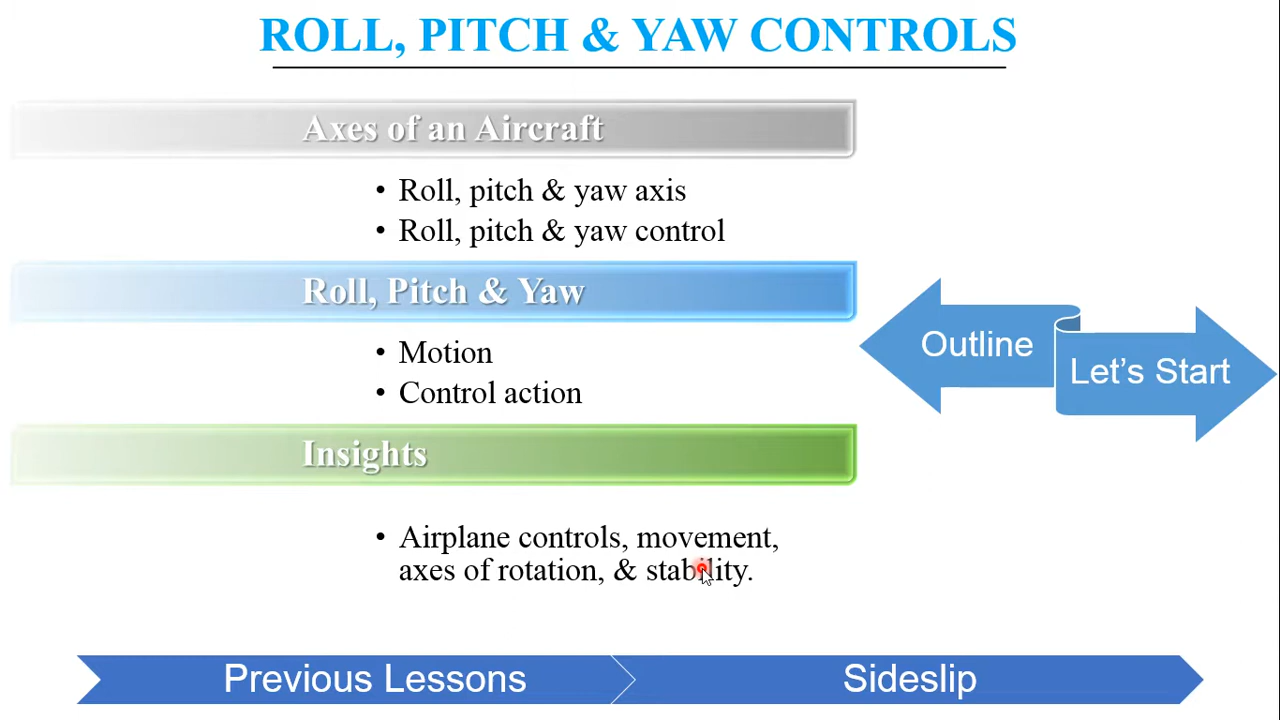 ROLL, PITCH & YAW CONTROLS
Axes of an Aircraft
• Roll, pitch & yaw axis
• Roll, pitch & yaw control
Roll, Pitch & Yaw
• Motion
• Control action
Insights
• Airplane controls, movement,
axes of rotation, & stability.
Outline
Let’s Start
Previous Lessons
Sideslip